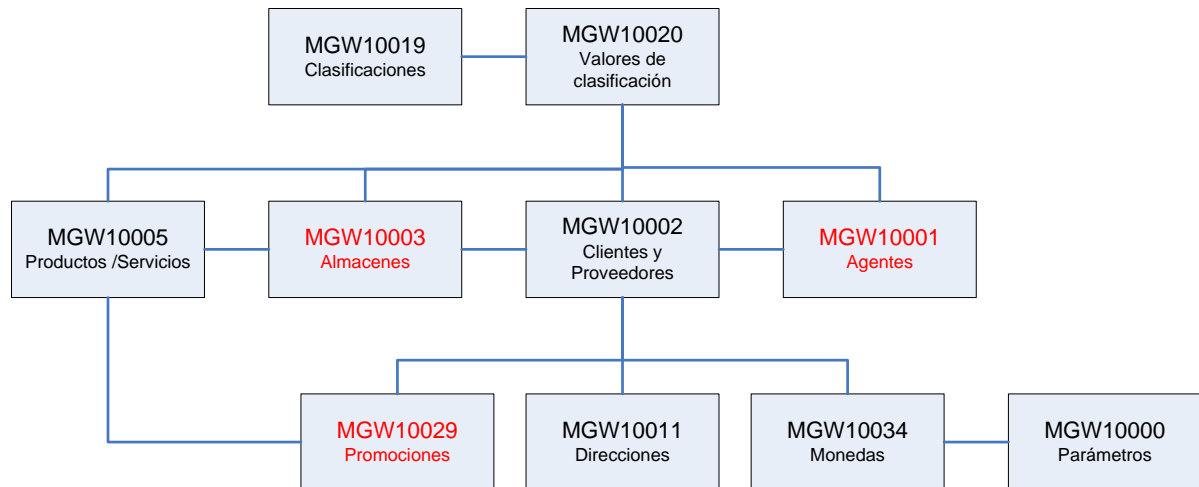 MGW10019
Clasificaciones
MGW10020
Valores de
clasificación
MGW10005
Productos /Servicios
MGW10003
Almacenes
MGW10002
Clientes y
Proveedores
MGW10001
Agentes
MGW10029
Promociones
MGW10011
Direcciones
MGW10034
Monedas
MGW10000
Parámetros